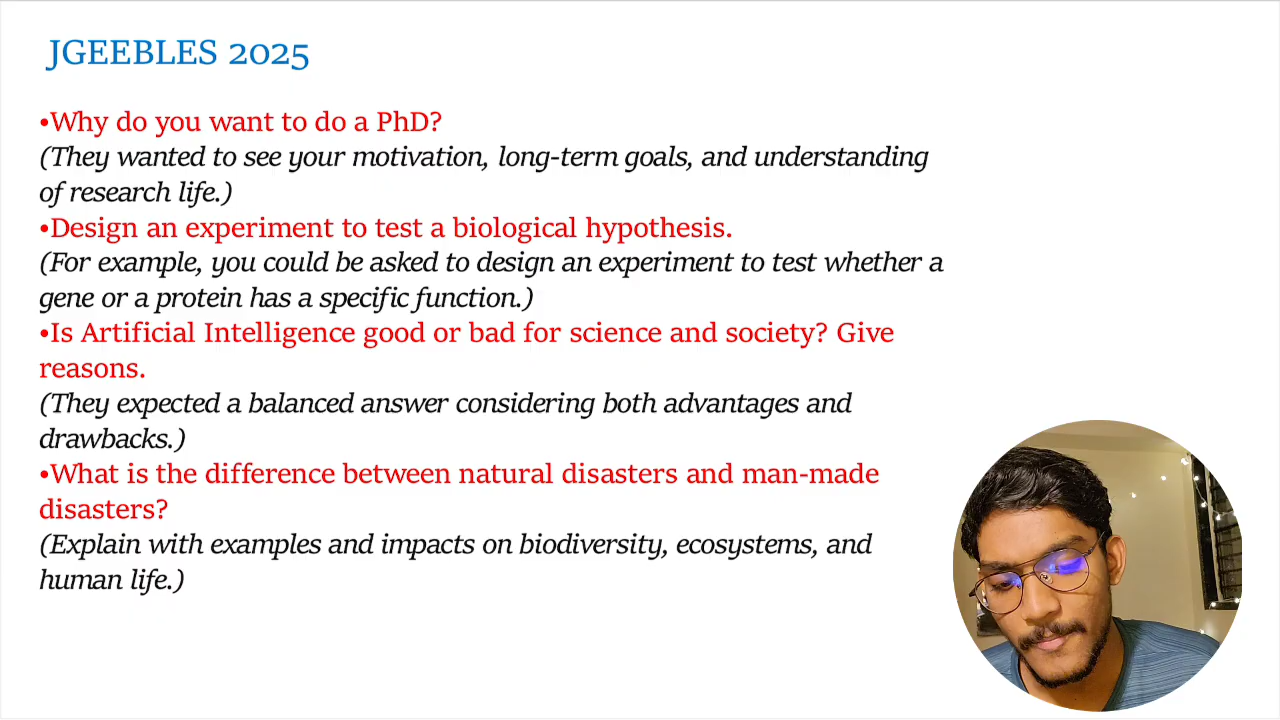 JGEEBLES 2025
•Why do you want to do a PhD?
(They wanted to see your motivation, long-term goals, and understanding
of research life.)
•Design an experiment to test a biological hypothesis.
(For example, you could be asked to design an experiment to test whether a
gene or a protein has a specific function.)
•Is Artificial Intelligence good or bad for science and society? Give
reasons.
(They expected a balanced answer considering both advantages and
drawbacks.)
•What is the difference between natural disasters and man-made
disasters?
(Explain with examples and impacts on biodiversity, ecosystems, and
human life.)